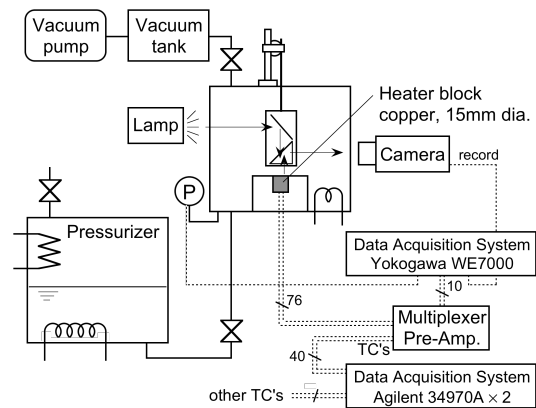 Vacuum
pump
Vacuum
tank
Heater block
copper, 15mm dia.
Lamp
Camera
record
P
Pressurizer
Data Acquisition System
Yokogawa WE7000
10
76
Multiplexer
Pre-Amp.
TC's
40
Data Acquisition System
Agilent 34970A × 2
other TC's